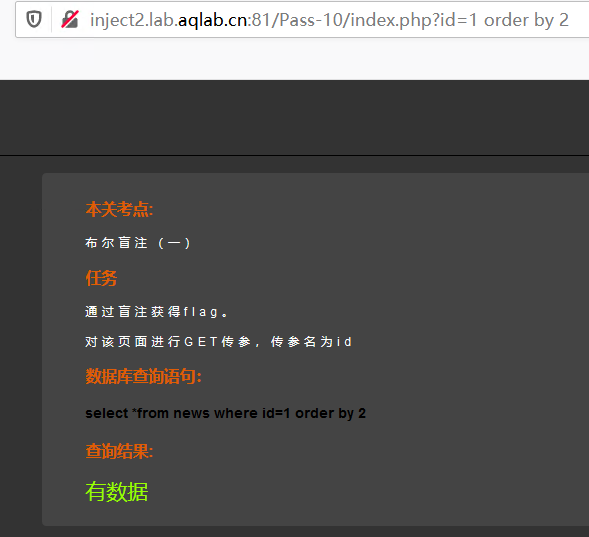 inject2.lab.aqlab.cn:81/Pass-10/index.php?id=1 order by 2
本关考点:
布尔盲注（一）
任务
通过盲注获得flag。
对该页面进行GET传参，传参名为id
数据库查询语句:
select *from news where id=1 order by 2
查询结果:
有数据